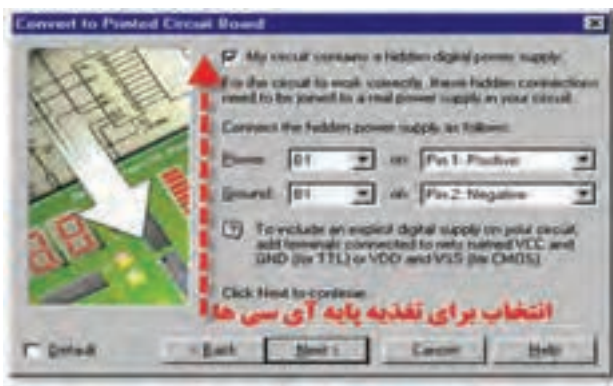 Convert to Printed Circuit Board
My circuit contains a hidden digital power supply.
For the circuit to work correctly, these hidden connections
need to be joined to a real power supply in your circuit.
Connect the hidden power supply as follows:
Power: B1 on Pin 1: Positive
Ground: B1 on Pin 2: Negative
To include an explicit digital supply on your circuit,
add terminals connected to nets named VCC and
GND (for TTL) or VDD and VSS (for CMOS).
Click Next to continue.
انتخاب برای تغذیه پایه آی سی ها
Default < Back Next > Cancel Help